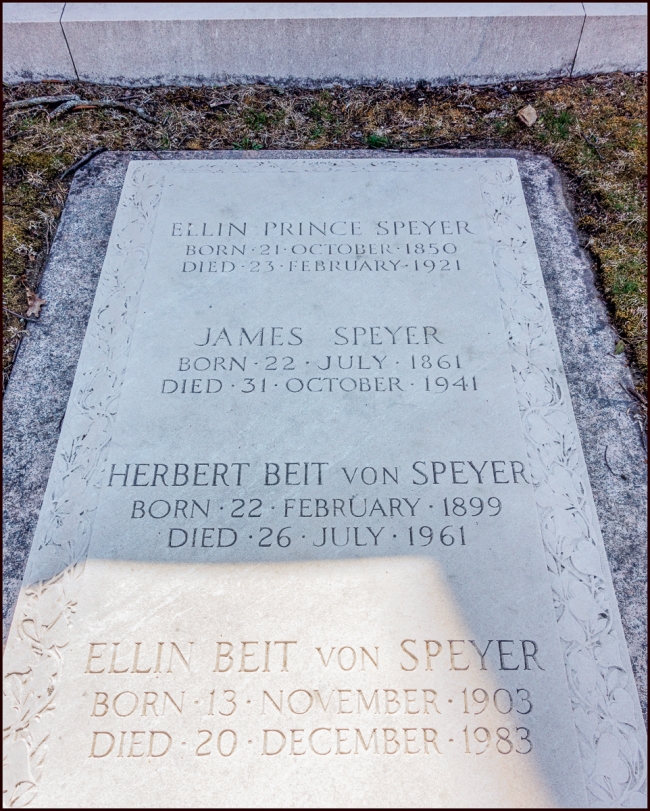 ELLIN PRINCE SPEYER
BORN·21·OCTOBER·1850
DIED·23·FEBRUARY·1921
JAMES SPEYER
BORN·22·JULY·1861
DIED·31·OCTOBER·1941
HERBERT BEIT VON SPEYER
BORN·22·FEBRUARY·1899
DIED·26·JULY·1961
ELLIN BEIT VON SPEYER
BORN·13·NOVEMBER·1903
DIED·20·DECEMBER·1983